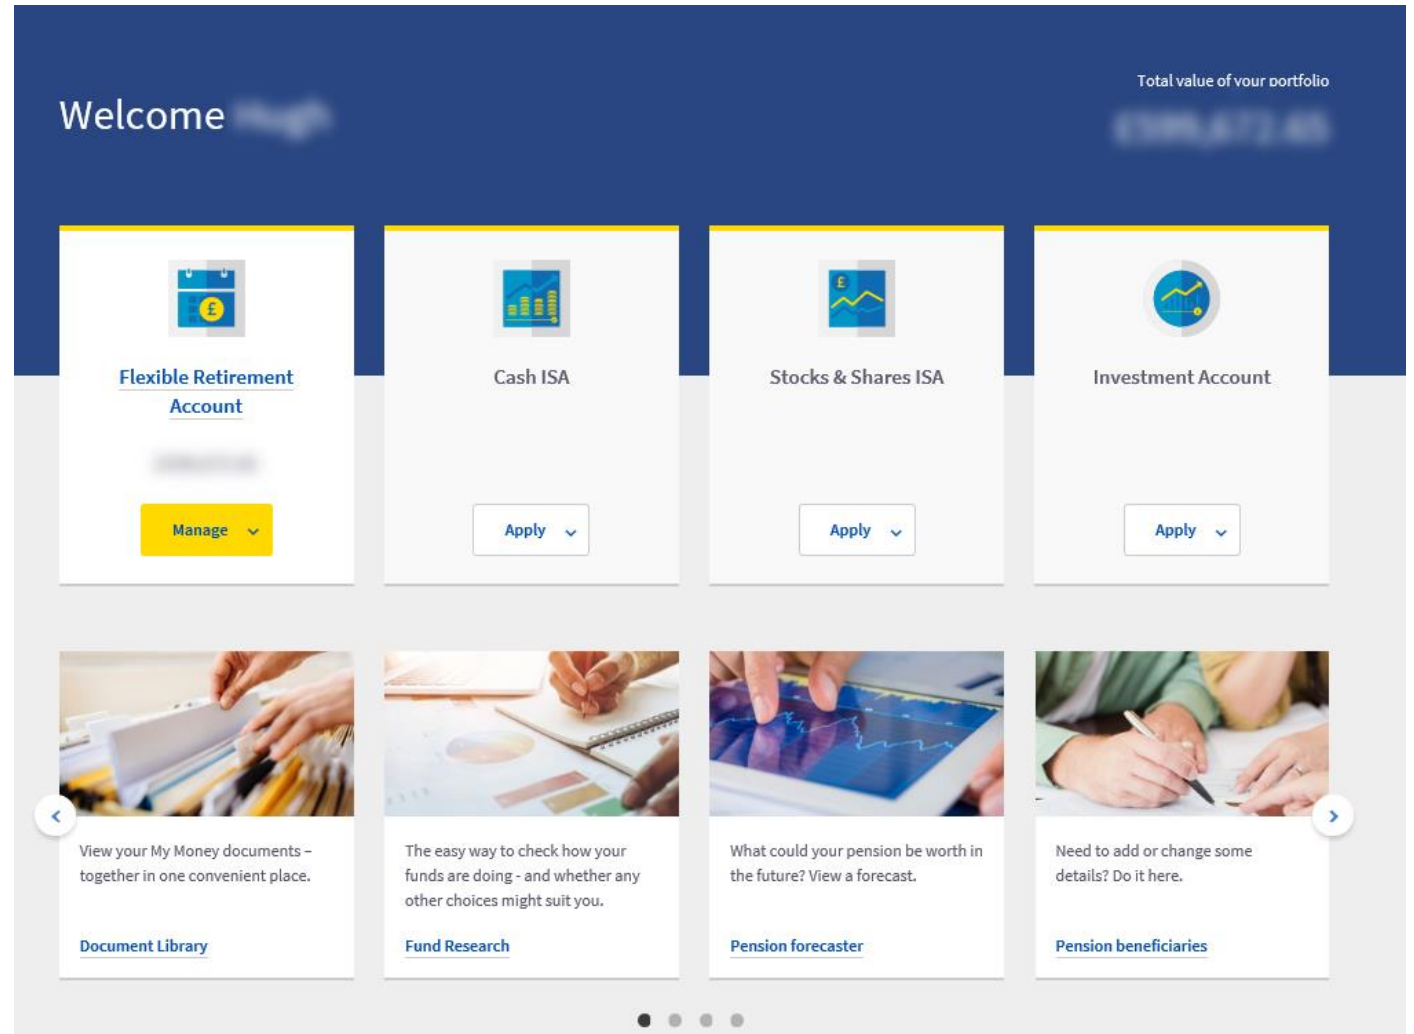 Total value of your portfolio
Welcome
Flexible Retirement
Account
Cash ISA
Stocks & Shares ISA
Investment Account
Manage
Apply
Apply
Apply
View your My Money documents –
together in one convenient place.
Document Library
The easy way to check how your
funds are doing - and whether any
other choices might suit you.
Fund Research
What could your pension be worth in
the future? View a forecast.
Pension forecaster
Need to add or change some
details? Do it here.
Pension beneficiaries